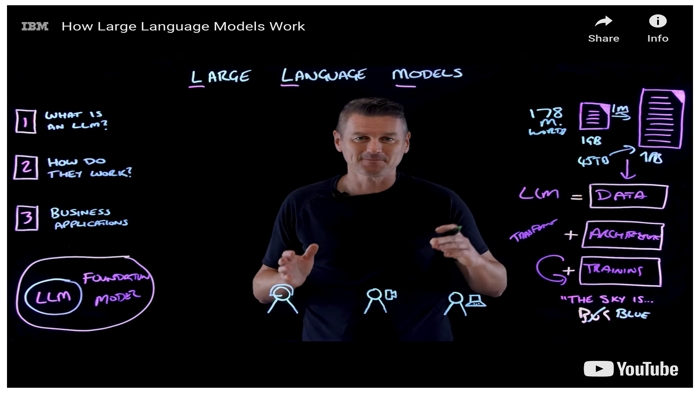 IBM How Large Language Models Work
Share
Info
LARGE LANGUAGE MODELS
1 WHAT IS
AN LLM?
2 HOW DO
THEY WORK?
3 BUSINESS
APPLICATIONS
LLM
FOUNDATION
MODEL
178
M.
WORDS
1GB
1m
1PB
45TB
LLM = DATA
+ ARCHITECTURE
+ TRAINING
"THE SKY IS...
BLUE
YouTube